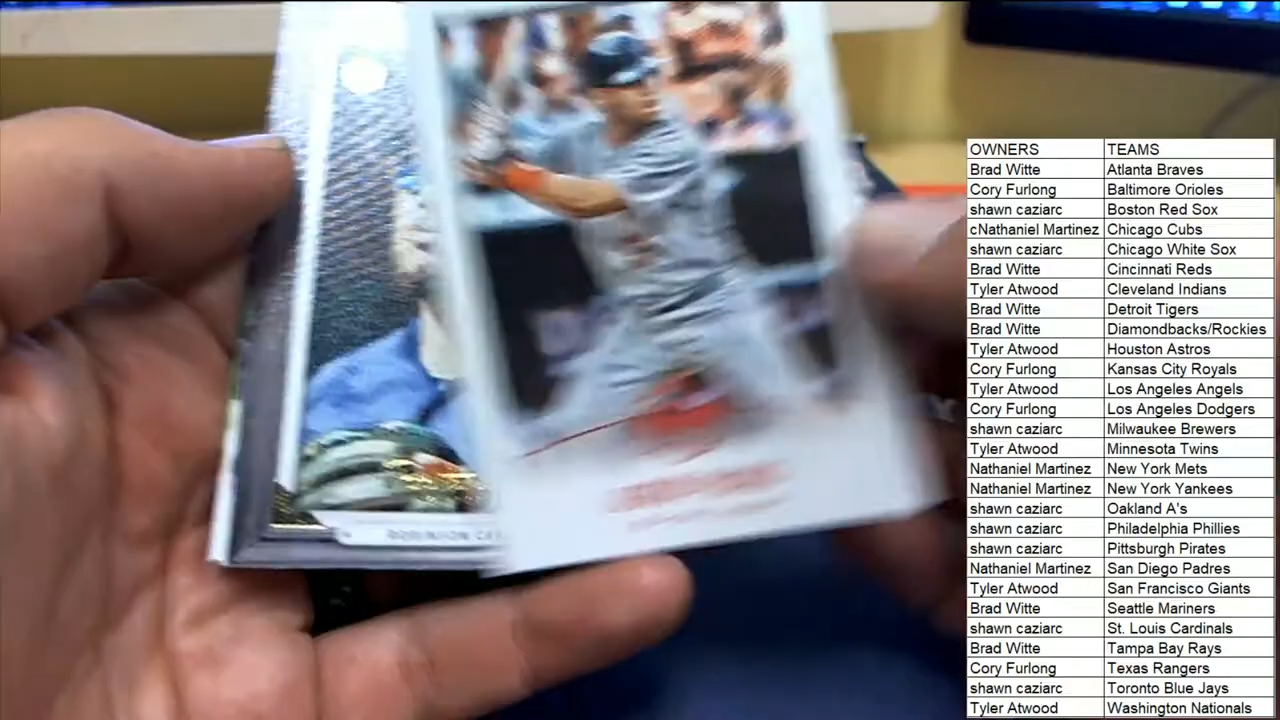 OWNERS TEAMS
Brad Witte Atlanta Braves
Cory Furlong Baltimore Orioles
shawn caziarc Boston Red Sox
cNathaniel Martinez Chicago Cubs
shawn caziarc Chicago White Sox
Brad Witte Cincinnati Reds
Tyler Atwood Cleveland Indians
Brad Witte Detroit Tigers
Brad Witte Diamondbacks/Rockies
Tyler Atwood Houston Astros
Cory Furlong Kansas City Royals
Tyler Atwood Los Angeles Angels
Cory Furlong Los Angeles Dodgers
shawn caziarc Milwaukee Brewers
Tyler Atwood Minnesota Twins
Nathaniel Martinez New York Mets
Nathaniel Martinez New York Yankees
shawn caziarc Oakland A's
shawn caziarc Philadelphia Phillies
shawn caziarc Pittsburgh Pirates
Nathaniel Martinez San Diego Padres
Tyler Atwood San Francisco Giants
Brad Witte Seattle Mariners
shawn caziarc St. Louis Cardinals
Brad Witte Tampa Bay Rays
Cory Furlong Texas Rangers
shawn caziarc Toronto Blue Jays
Tyler Atwood Washington Nationals
ROBINSON